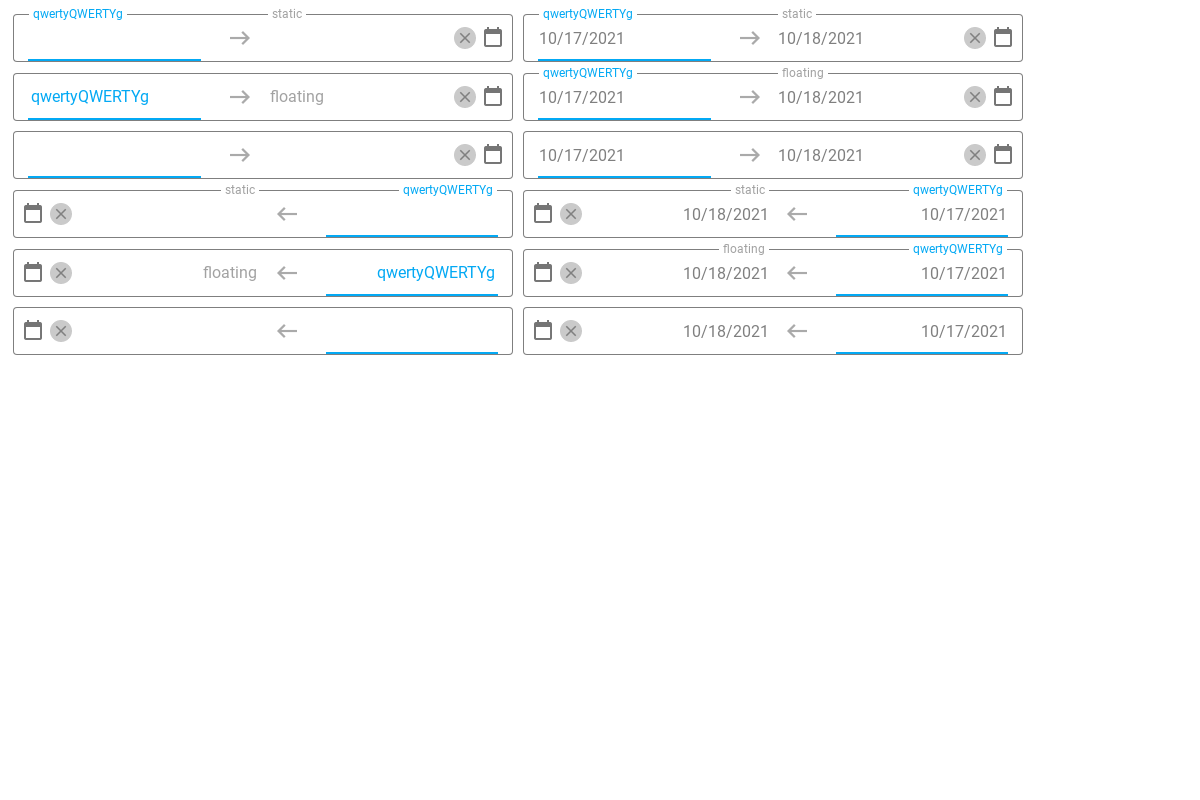 qwertyQWERTYg static qwertyQWERTYg static
10/17/2021 10/18/2021
qwertyQWERTYg floating
qwertyQWERTYg floating 10/17/2021 10/18/2021
10/17/2021 10/18/2021
static qwertyQWERTYg static qwertyQWERTYg
10/18/2021 10/17/2021
floating qwertyQWERTYg
floating qwertyQWERTYg 10/18/2021 10/17/2021
10/18/2021 10/17/2021